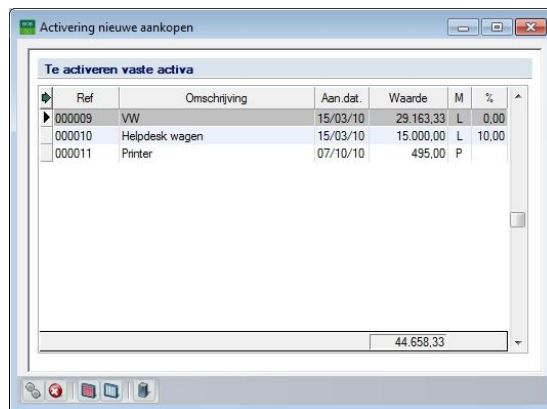 Activering nieuwe aankopen
Te activeren vaste activa
Ref Omschrijving Aan.dat. Waarde M %
000009 VW 15/03/10 29.163,33 L 0,00
000010 Helpdesk wagen 15/03/10 15.000,00 L 10,00
000011 Printer 07/10/10 495,00 P
44.658,33